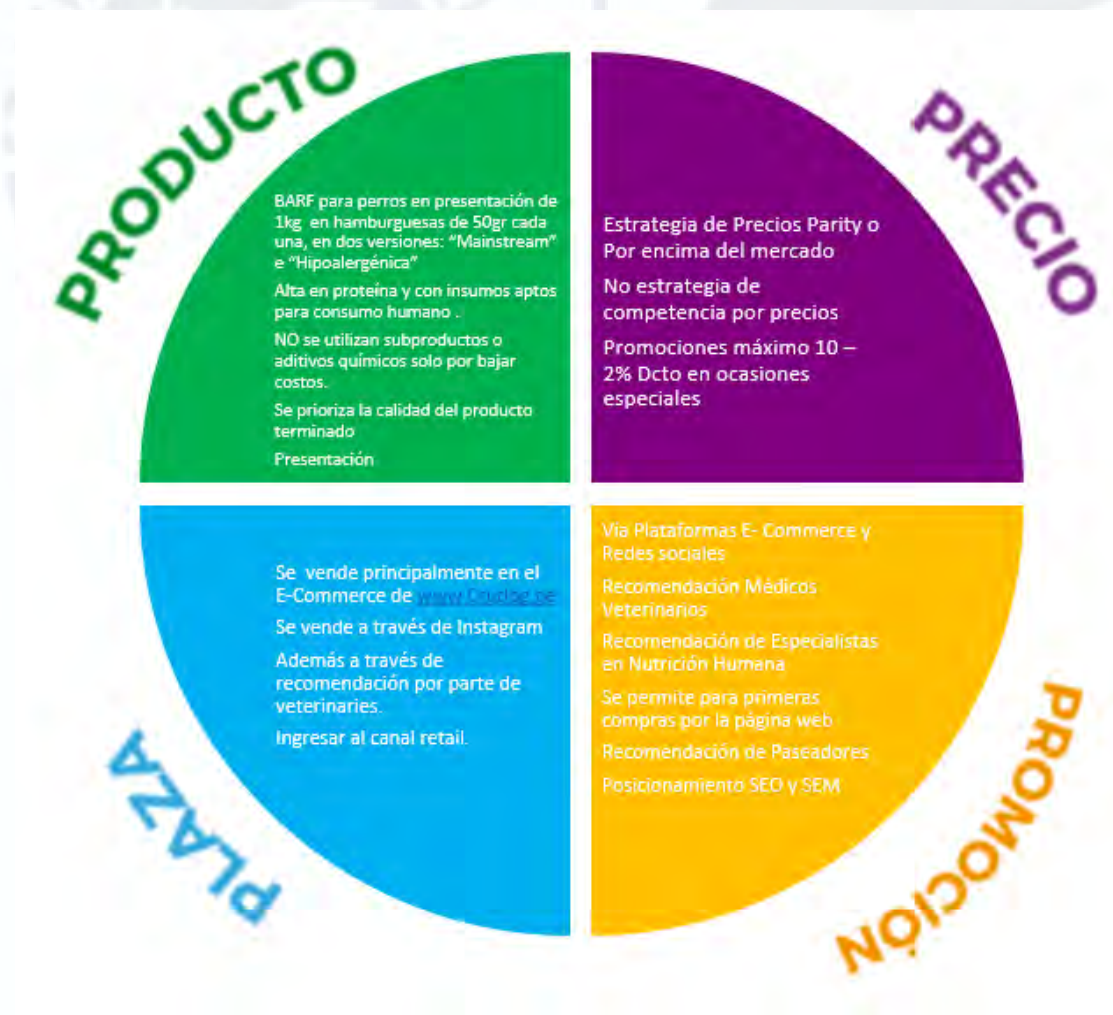 PRODUCTO
BARF para perros en presentación de
1kg en hamburguesas de 50gr cada
una, en dos versiones: “Mainstream”
e “Hipoalergénica”
Alta en proteína y con insumos aptos
para consumo humano .
NO se utilizan subproductos o
aditivos químicos solo por bajar
costos.
Se prioriza la calidad del producto
terminado
Presentación
PRECIO
Estrategia de Precios Parity o
Por encima del mercado
No estrategia de
competencia por precios
Promociones máximo 10 –
2% Dcto en ocasiones
especiales
PLAZA
Se vende principalmente en el
E-Commerce de
Se vende a través de Instagram
Además a través de
recomendación por parte de
veterinaries.
Ingresar al canal retail.
PROMOCIÓN
Via Plataformas E- Commerce y
Redes sociales
Recomendación Médicos
Veterinarios
Recomendación de Especialistas
en Nutrición Humana
Se permite para primeras
compras por la página web
Recomendación de Paseadores
Posicionamiento SEO y SEM